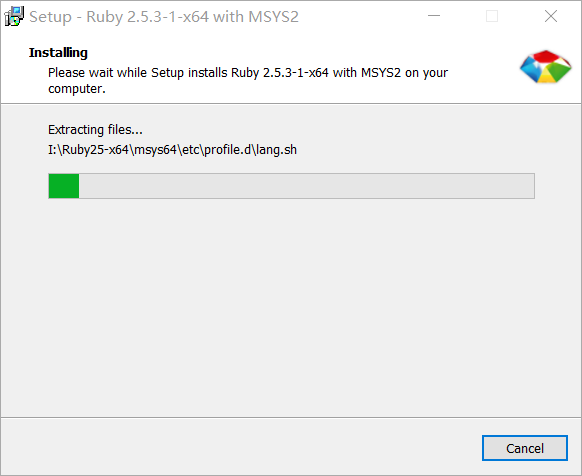 Setup - Ruby 2.5.3-1-x64 with MSYS2
Installing
Please wait while Setup installs Ruby 2.5.3-1-x64 with MSYS2 on your
computer.
Extracting files...
I:\Ruby25-x64\msys64\etc\profile.d\lang.sh
Cancel